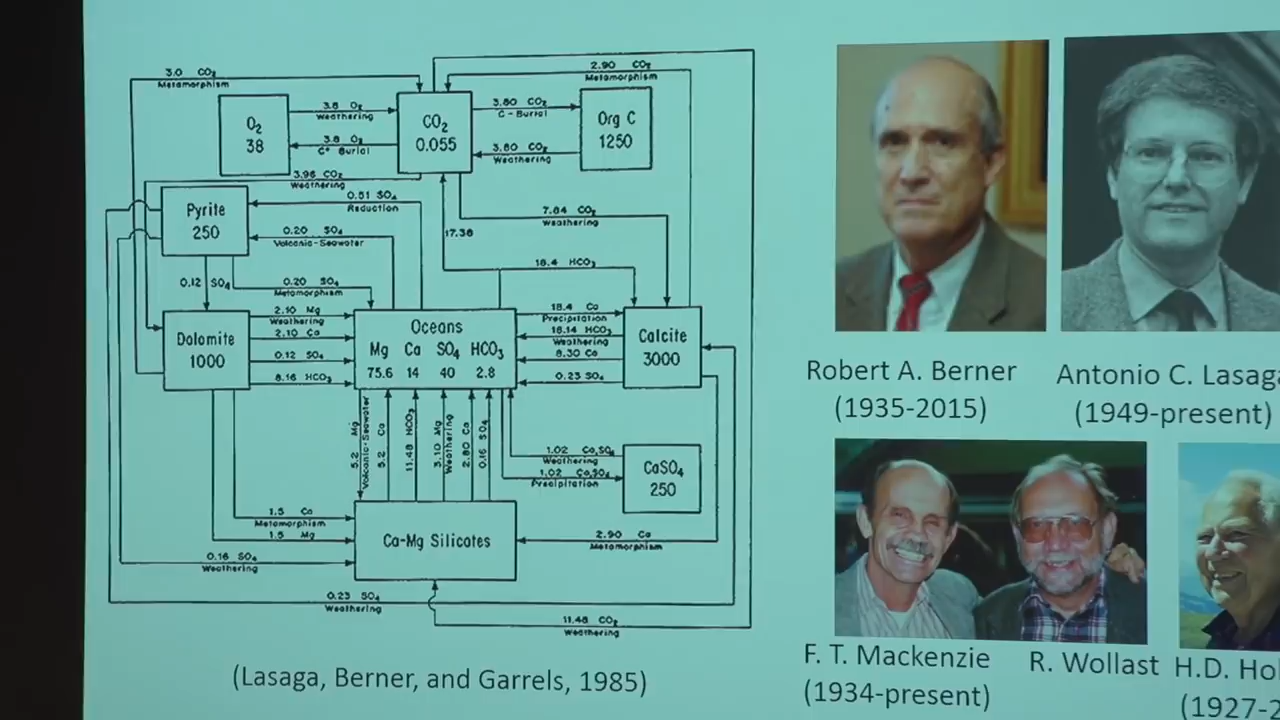 3.0 CO₂
Metamorphism
2.90 CO₂
Metamorphism
O₂
38
3.8 O₂
Weathering
3.8 O₂
C* Burial
CO₂
0.055
3.80 CO₂
C-Burial
3.80 CO₂
Weathering
Org C
1250
3.96 CO₂
Weathering
Pyrite
250
0.51 SO₄
Reduction
0.20 SO₄
Volcanic-Seawater
17.36
7.64 CO₂
Weathering
18.4 HCO₃
0.12 SO₄
0.20 SO₄
Metamorphism
Dolomite
1000
2.10 Mg
Weathering
2.10 Ca
0.12 SO₄
8.16 HCO₃
Oceans
Mg Ca SO₄ HCO₃
75.6 14 40 2.8
18.4 Ca
Precipitation
16.14 HCO₃
Weathering
8.30 Ca
0.23 SO₄
Calcite
3000
5.2 Mg
Volcanic-Seawater
5.2 Ca
11.48 HCO₃
3.10 Mg
Weathering
2.80 Ca
0.16 SO₄
1.02 CaSO₄
Weathering
1.02 CaSO₄
Precipitation
CaSO₄
250
1.5 Ca
Metamorphism
1.5 Mg
Ca-Mg Silicates
2.90 Ca
Metamorphism
0.16 SO₄
Weathering
0.23 SO₄
Weathering
11.48 CO₂
Weathering
(Lasaga, Berner, and Garrels, 1985)
Robert A. Berner
(1935-2015)
Antonio C. Lasaga
(1949-present)
F. T. Mackenzie
(1934-present)
R. Wollast
H.D.
(1927-2